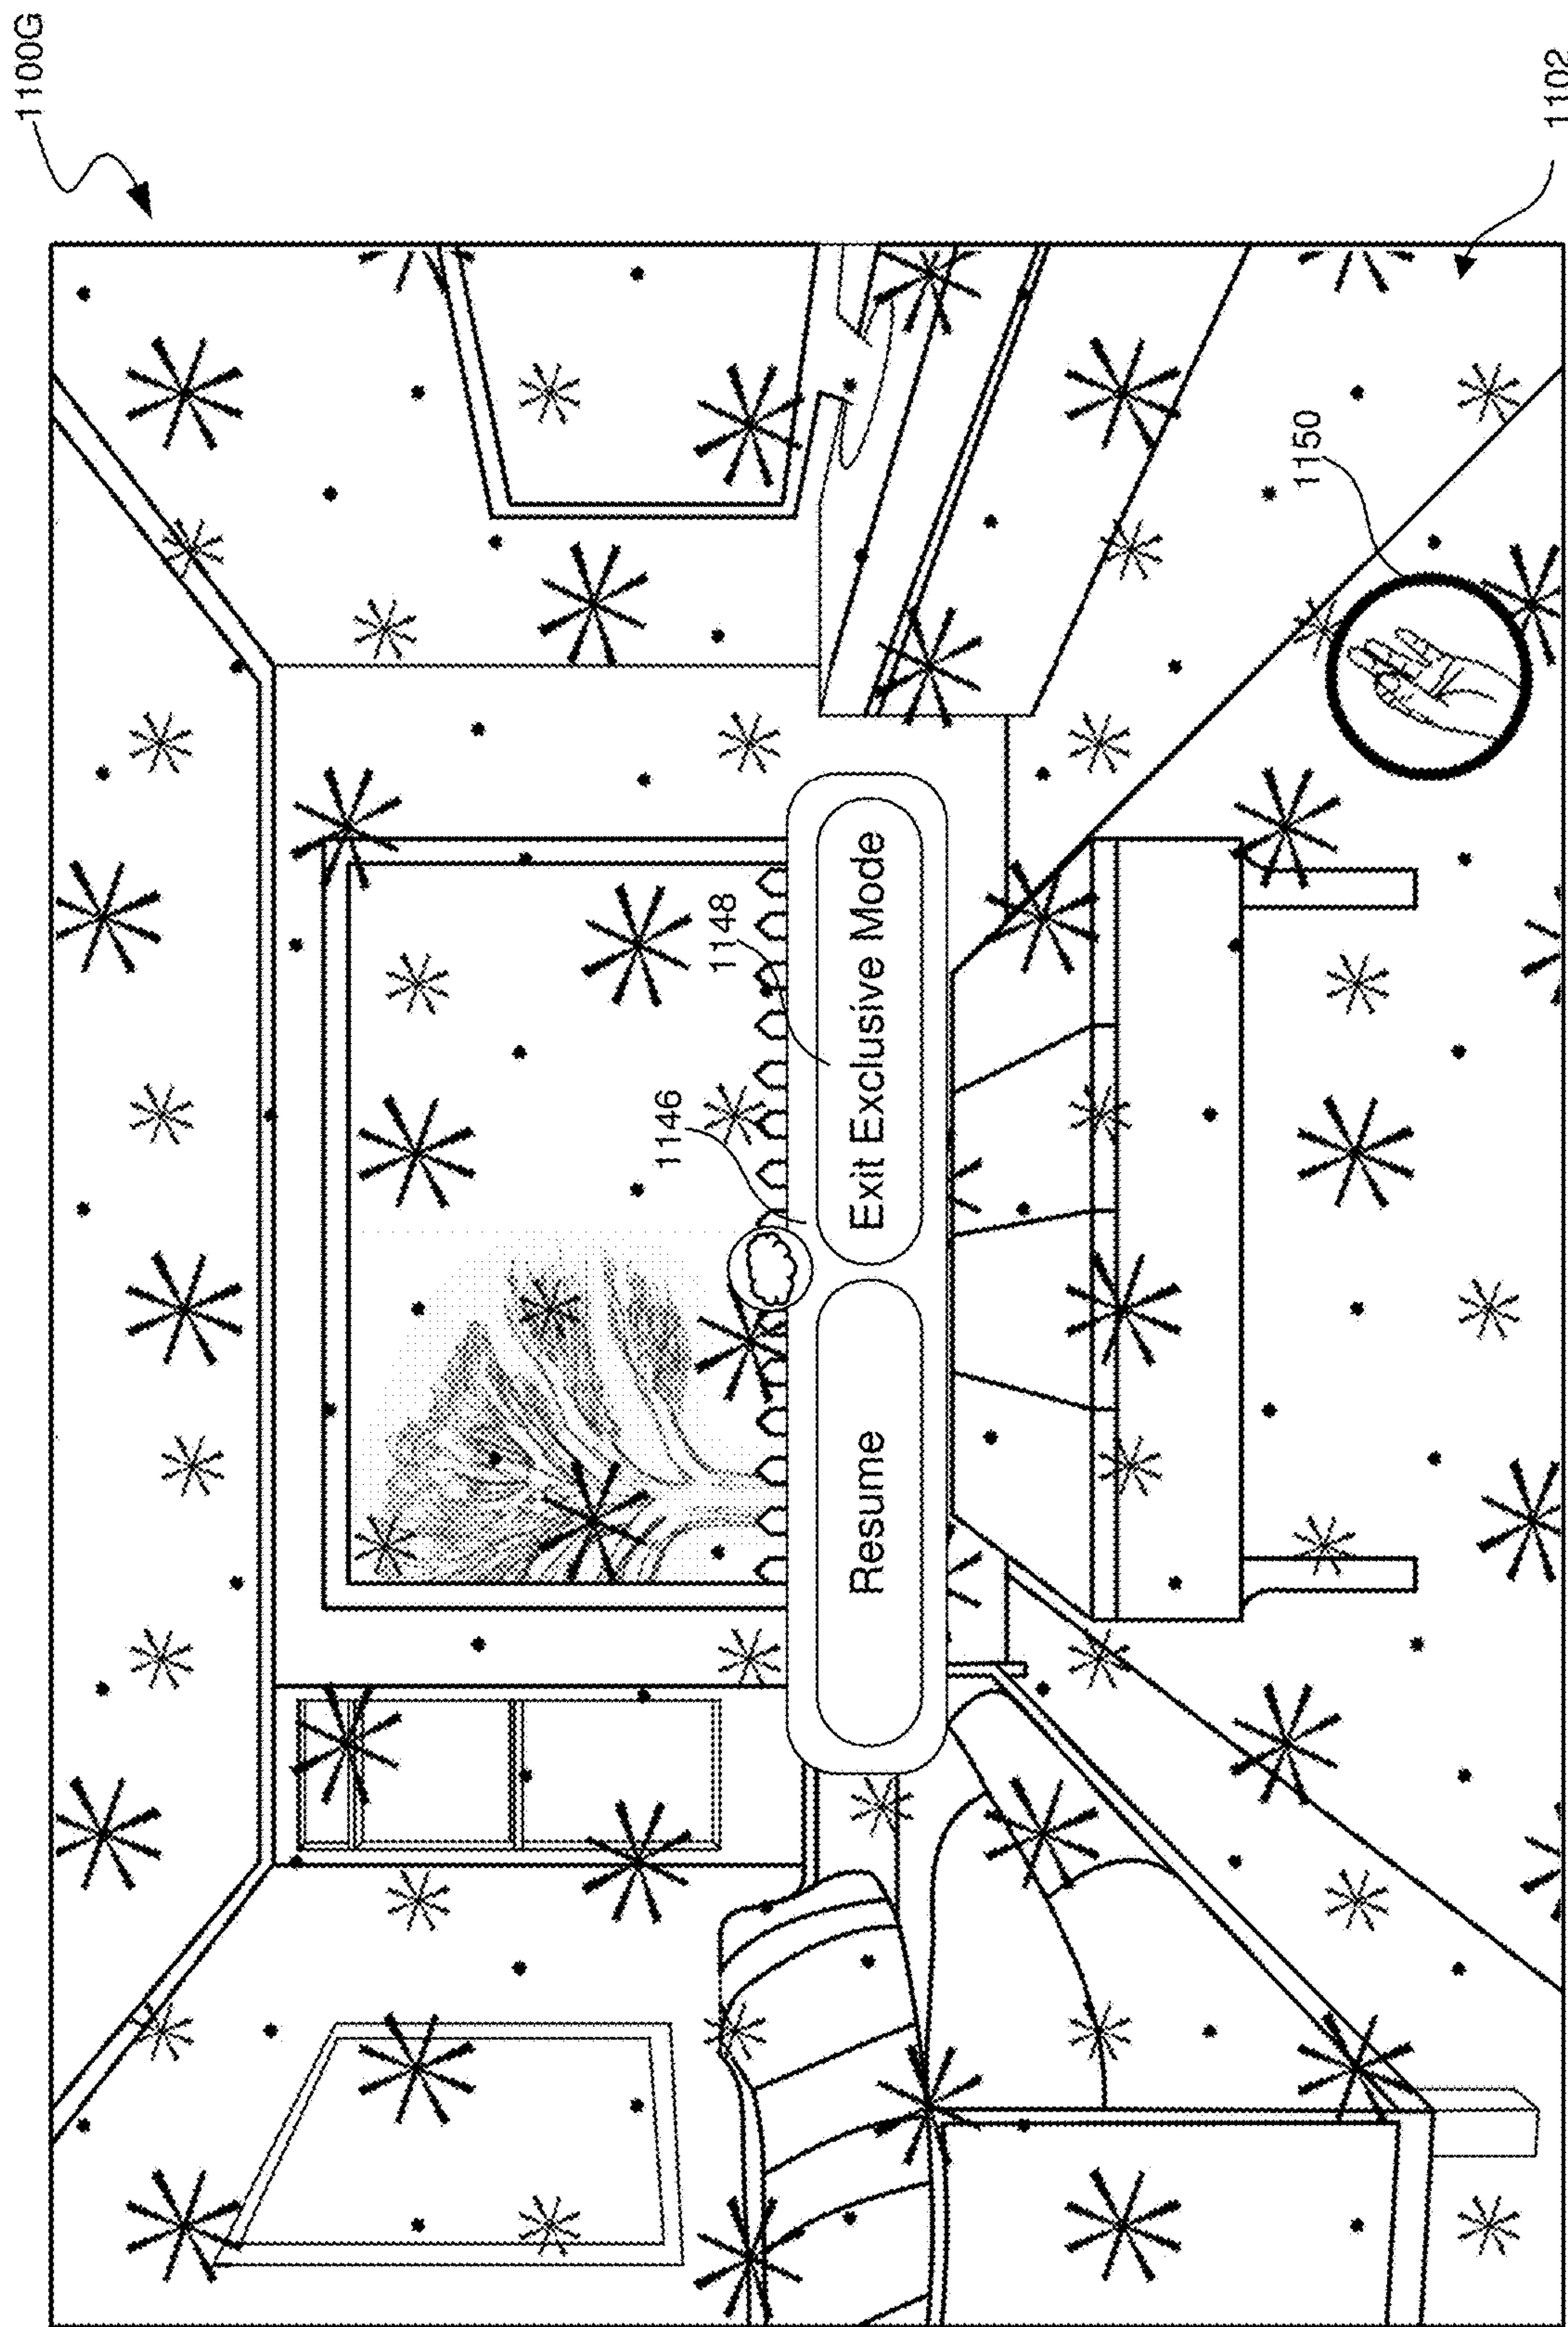 1100G
1102
1150
1148
1146
Resume
Exit Exclusive Mode